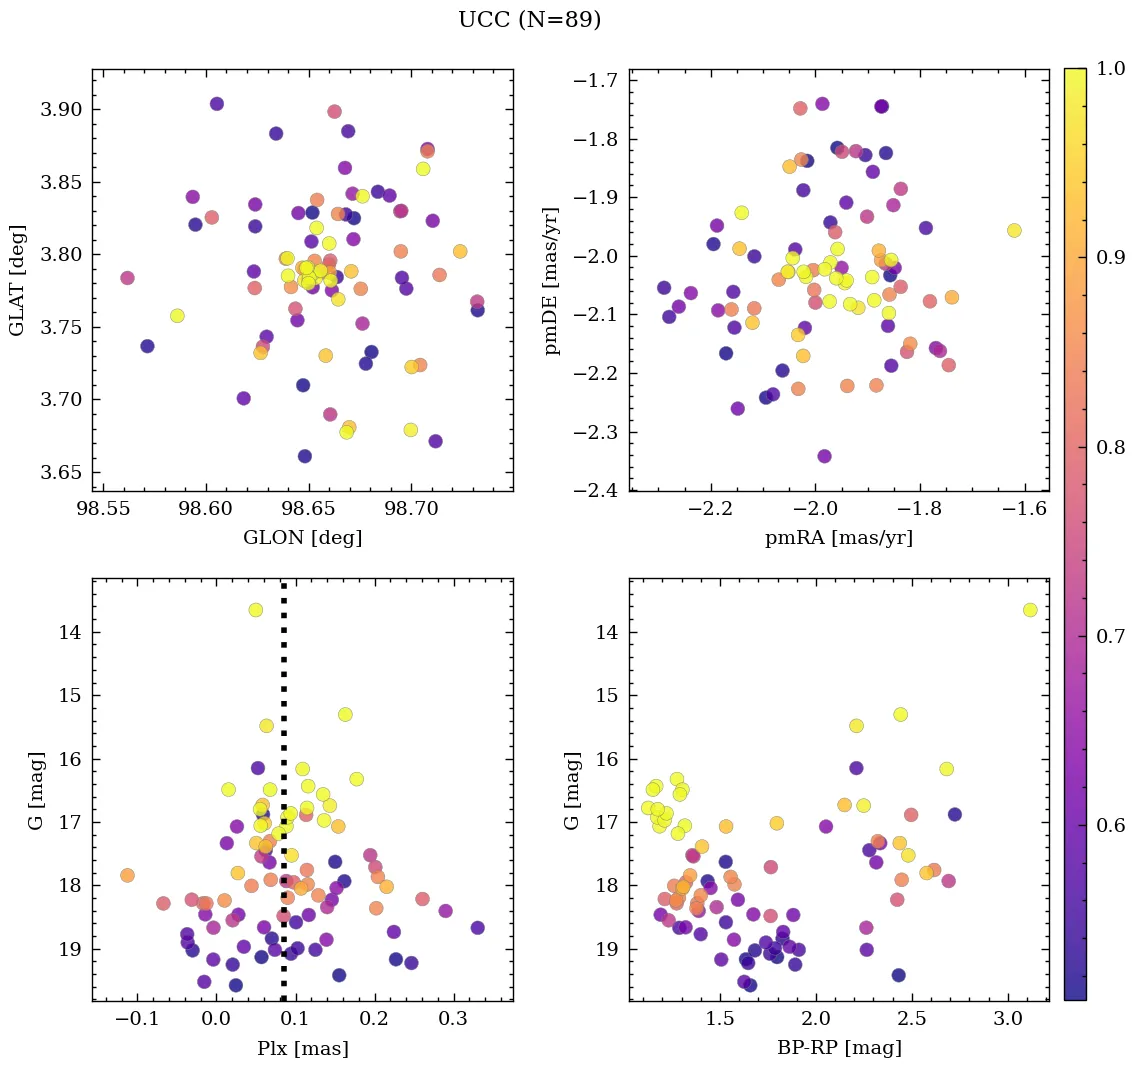 UCC (N=89)
3.90
3.85
3.80
3.75
3.70
3.65
GLAT [deg]
98.55 98.60 98.65 98.70
GLON [deg]
−1.7
−1.8
−1.9
−2.0
−2.1
−2.2
−2.3
−2.4
pmDE [mas/yr]
−2.2 −2.0 −1.8 −1.6
pmRA [mas/yr]
1.0
0.9
0.8
0.7
0.6
14
15
16
17
18
19
G [mag]
−0.1 0.0 0.1 0.2 0.3
Plx [mas]
14
15
16
17
18
19
G [mag]
1.5 2.0 2.5 3.0
BP-RP [mag]